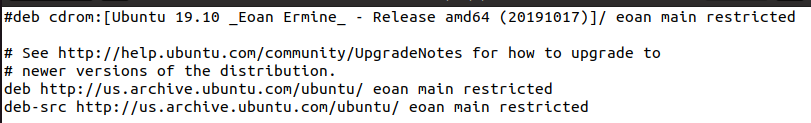 #deb cdrom:[Ubuntu 19.10 _Eoan Ermine_ - Release amd64 (20191017)]/ eoan main restricted
# See http://help.ubuntu.com/community/UpgradeNotes for how to upgrade to
# newer versions of the distribution.
deb http://us.archive.ubuntu.com/ubuntu/ eoan main restricted
deb-src http://us.archive.ubuntu.com/ubuntu/ eoan main restricted